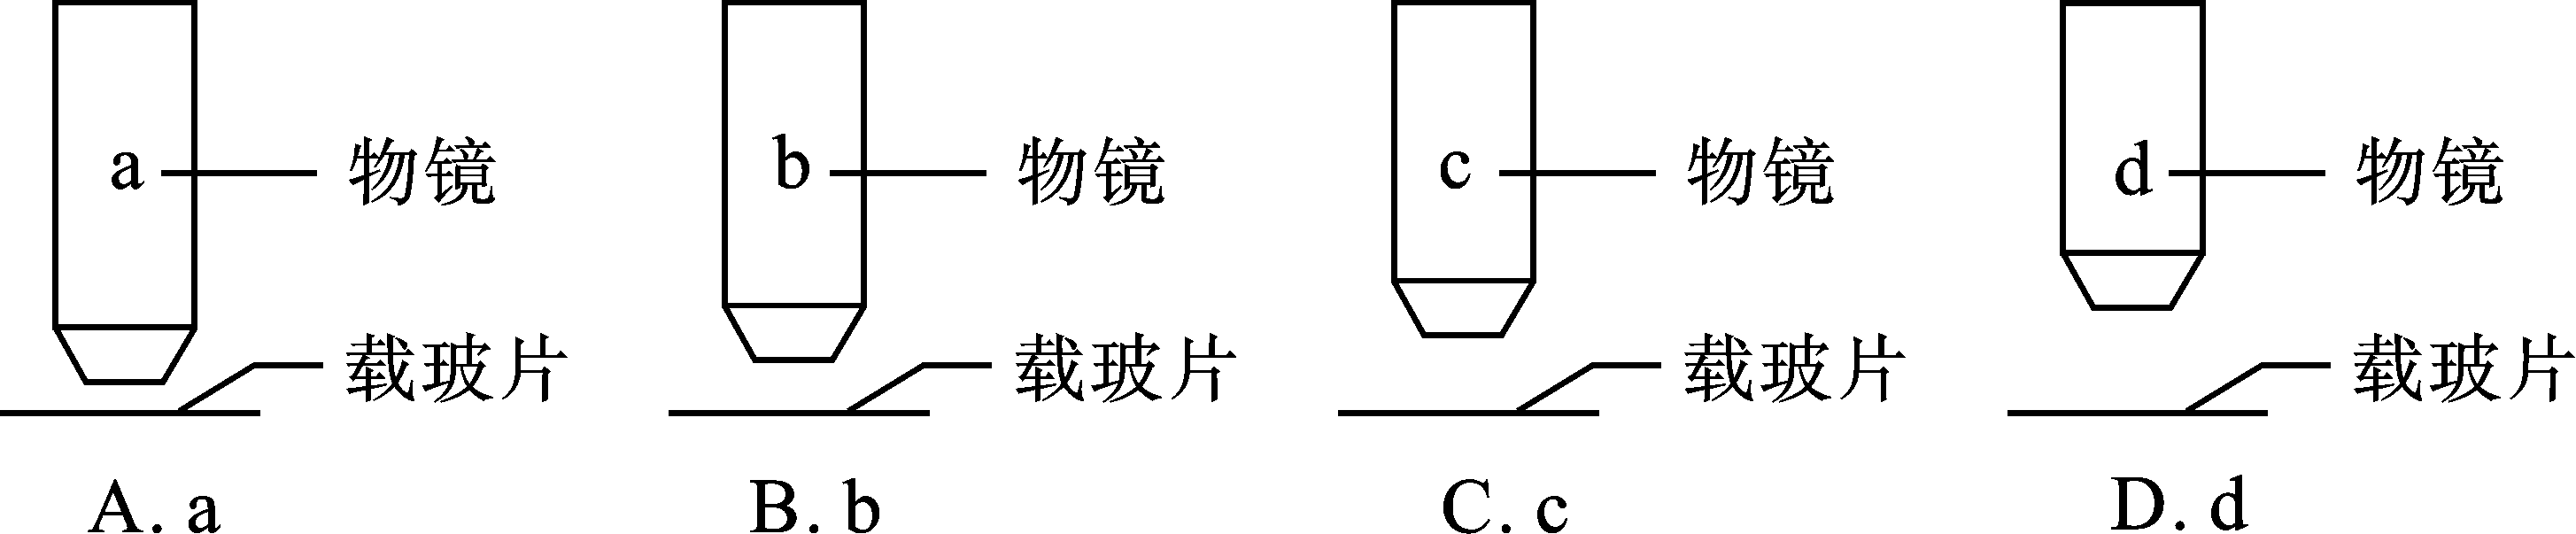 a 物镜 b 物镜 c 物镜 d 物镜
载玻片 载玻片 载玻片 载玻片
A. a B. b C. c D. d